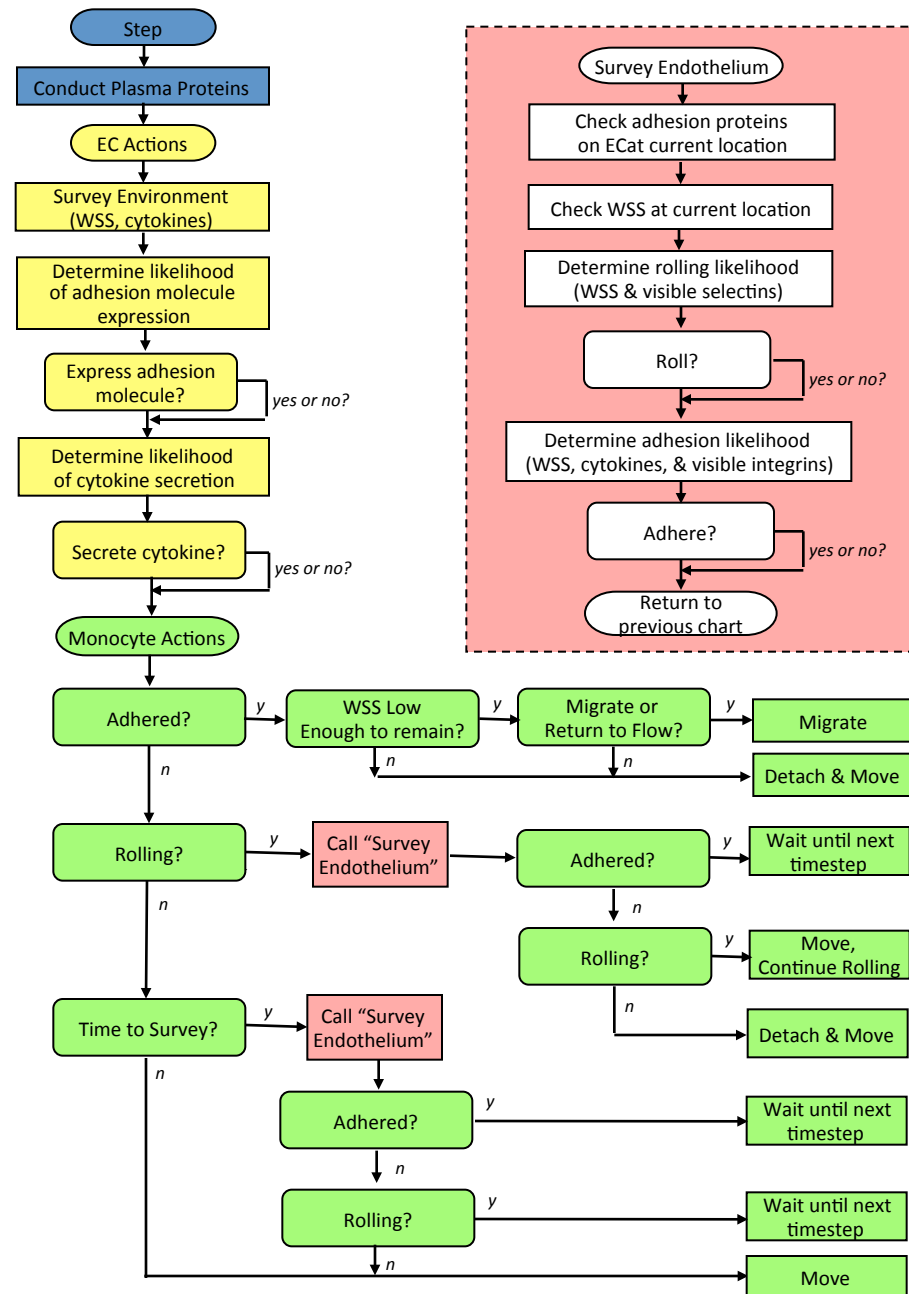 Step
Conduct Plasma Proteins
EC Actions
Survey Environment
(WSS, cytokines)
Determine likelihood
of adhesion molecule
expression
Express adhesion
molecule?
yes or no?
Determine likelihood
of cytokine secretion
Secrete cytokine?
yes or no?
Monocyte Actions
Survey Endothelium
Check adhesion proteins
on ECat current location
Check WSS at current location
Determine rolling likelihood
(WSS & visible selectins)
Roll?
yes or no?
Determine adhesion likelihood
(WSS, cytokines, & visible integrins)
Adhere?
yes or no?
Return to
previous chart
Adhered?
y
WSS Low
Enough to remain?
y
Migrate or
Return to Flow?
y
Migrate
n
n
n
Detach & Move
Rolling?
y
Call “Survey
Endothelium”
Adhered?
y
Wait until next
timestep
n
n
Rolling?
y
Move,
Continue Rolling
n
Detach & Move
Time to Survey?
y
Call “Survey
Endothelium”
n
Adhered?
y
Wait until next
timestep
n
Rolling?
y
Wait until next
timestep
n
Move